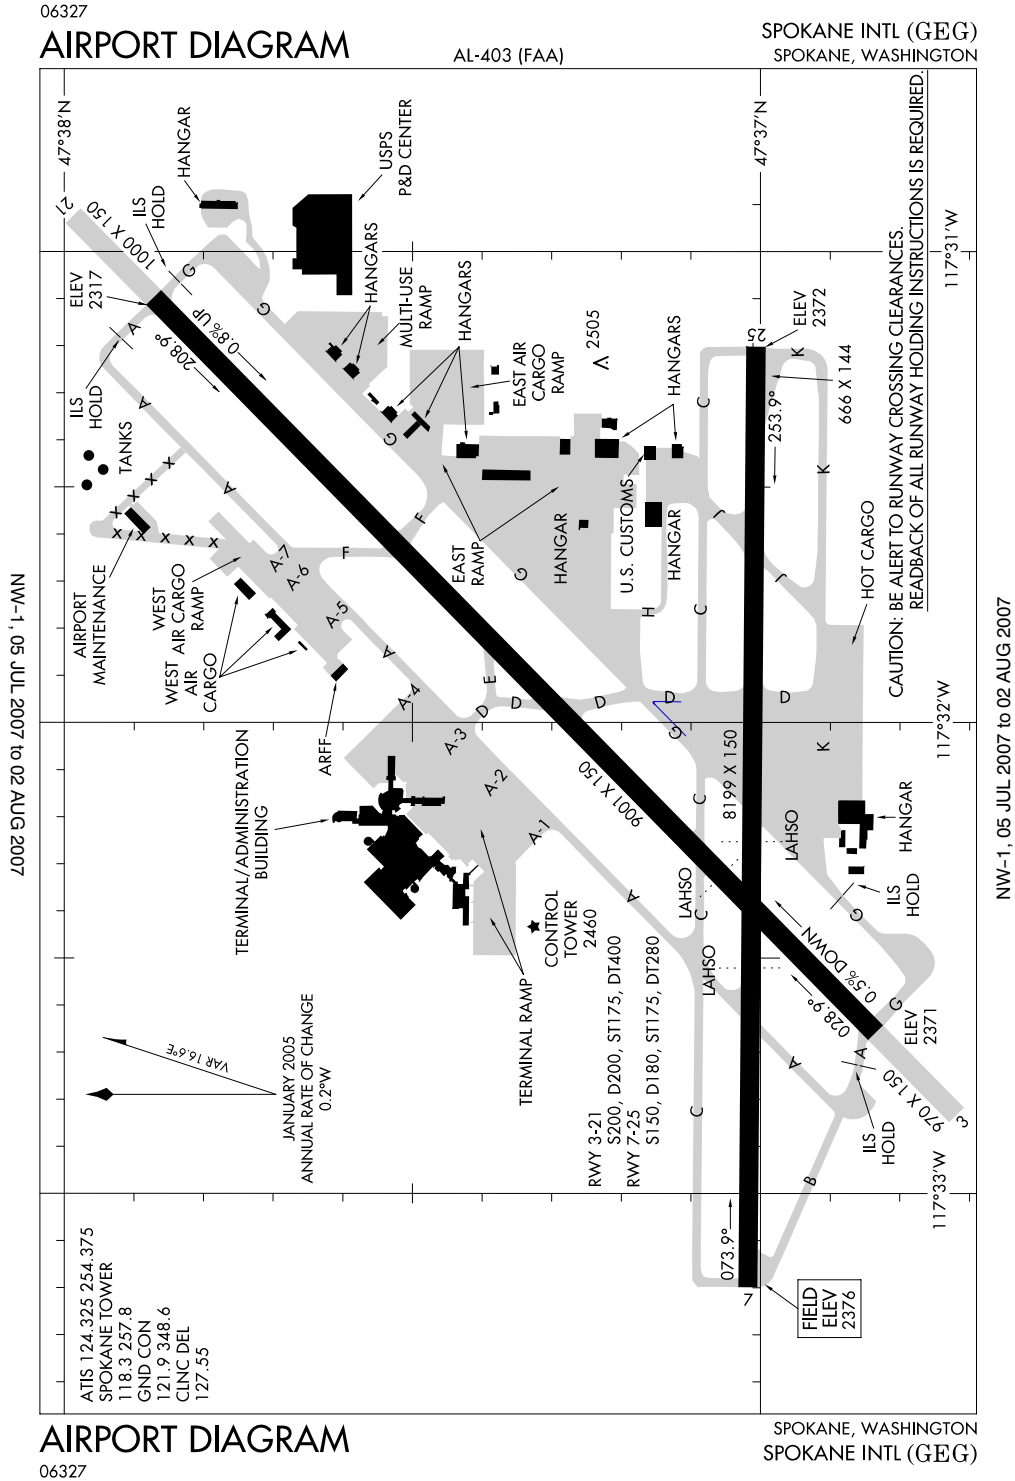 06327
AIRPORT DIAGRAM
AL-403 (FAA)
SPOKANE INTL (GEG)
SPOKANE, WASHINGTON
47°38'N
47°37'N
117°31'W
117°32'W
117°33'W
21
1000 X 150
ILS
HOLD
HANGAR
USPS
P&D CENTER
ELEV
2317
G
A
0.8% UP
208.9°
G
HANGARS
MULTI-USE
RAMP
HANGARS
EAST AIR
CARGO
RAMP
2505
HANGARS
25
ELEV
2372
K
666 X 144
253.9°
C
K
ILS
HOLD
TANKS
A
A
X X X X
X X X X X
G
F
F
J
J
AIRPORT
MAINTENANCE
WEST
AIR CARGO
RAMP
WEST
AIR
CARGO
A-7
A-6
A-5
A
A-4
EAST
RAMP
G
HANGAR
U.S. CUSTOMS
HANGAR
H
C
HOT CARGO
CAUTION: BE ALERT TO RUNWAY CROSSING CLEARANCES.
READBACK OF ALL RUNWAY HOLDING INSTRUCTIONS IS REQUIRED.
ARFF
E
D
D
D
D
D
G
K
A-3
A-2
A-1
TERMINAL/ADMINISTRATION
BUILDING
9001 X 150
8199 X 150
C
LAHSO
LAHSO
LAHSO
C
HANGAR
ILS
HOLD
G
A
CONTROL
TOWER
2460
TERMINAL RAMP
0.5% DOWN
028.9°
G
ELEV
2371
A
A
970 X 150
3
ILS
HOLD
VAR 16.6°E
JANUARY 2005
ANNUAL RATE OF CHANGE
0.2°W
RWY 3-21
S200, D200, ST175, DT400
RWY 7-25
S150, D180, ST175, DT280
C
B
073.9°
7
FIELD
ELEV
2376
ATIS 124.325 254.375
SPOKANE TOWER
118.3 257.8
GND CON
121.9 348.6
CLNC DEL
127.55
NW-1, 05 JUL 2007 to 02 AUG 2007
NW-1, 05 JUL 2007 to 02 AUG 2007
AIRPORT DIAGRAM
06327
SPOKANE, WASHINGTON
SPOKANE INTL (GEG)